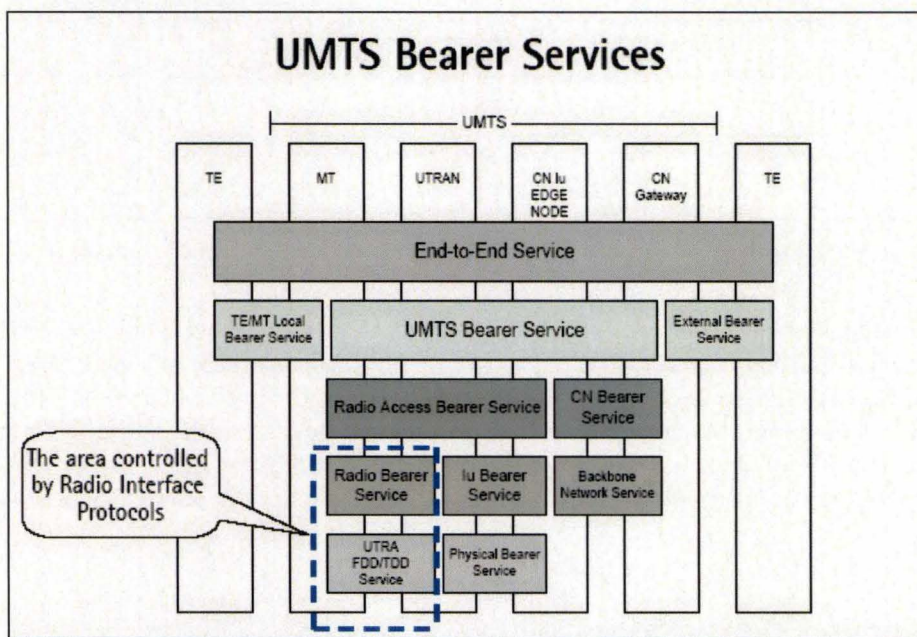 UMTS Bearer Services
UMTS
TE
MT
UTRAN
CN Iu
EDGE
NODE
CN
Gateway
TE
End-to-End Service
TE/MT Local
Bearer Service
UMTS Bearer Service
External Bearer
Service
Radio Access Bearer Service
CN Bearer
Service
The area controlled
by Radio Interface
Protocols
Radio Bearer
Service
Iu Bearer
Service
Backbone
Network Service
UTRA
FDD/TDD
Service
Physical Bearer
Service